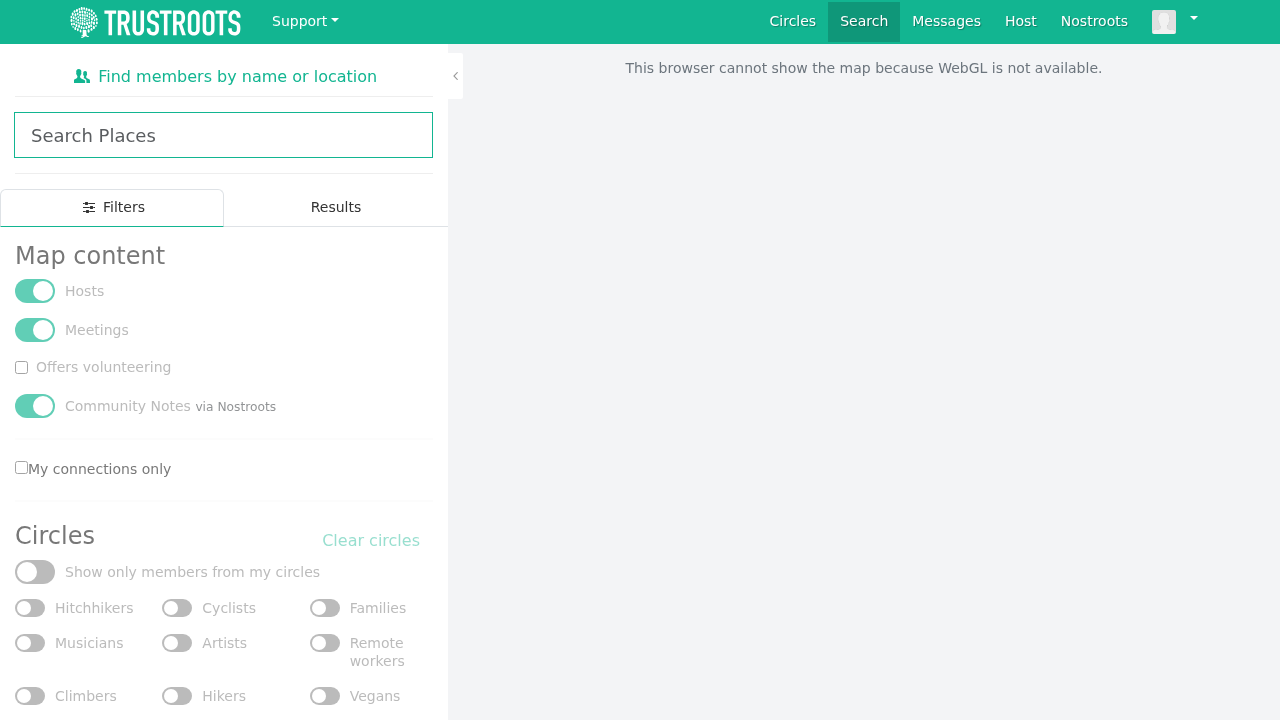 TRUSTROOTS
Support
Circles
Search
Messages
Host
Nostroots
Find members by name or location
This browser cannot show the map because WebGL is not available.
Search Places
Filters
Results
Map content
Hosts
Meetings
Offers volunteering
Community Notes via Nostroots
My connections only
Circles
Clear circles
Show only members from my circles
Hitchhikers
Cyclists
Families
Musicians
Artists
Remote
workers
Climbers
Hikers
Vegans